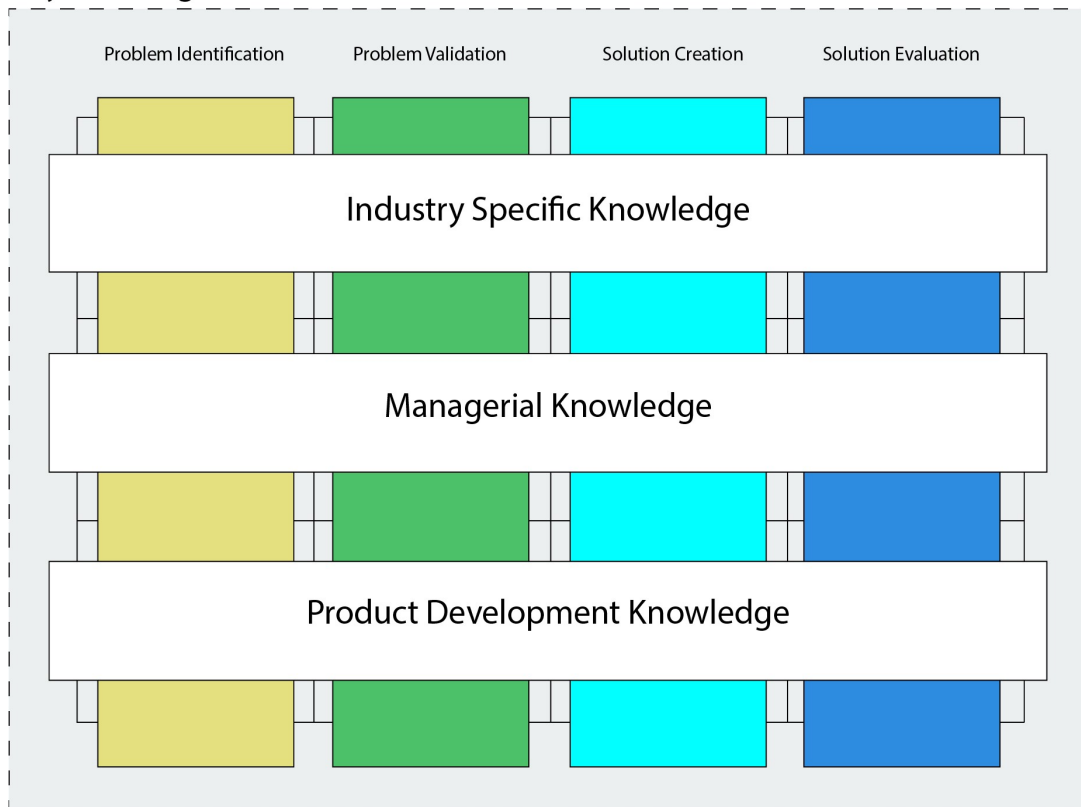 Problem Identification
Problem Validation
Solution Creation
Solution Evaluation
Industry Specific Knowledge
Managerial Knowledge
Product Development Knowledge